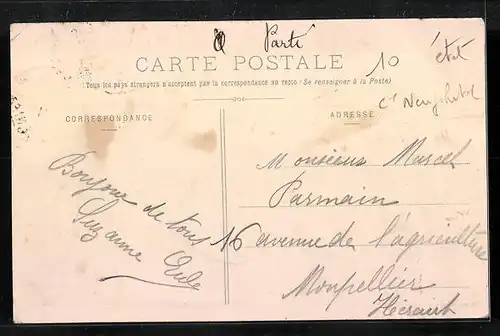 Parti
CARTE POSTALE
10
état
(Tous les pays étrangers n'acceptent pas la correspondance au recto (Se renseigner à la Poste)
CORRESPONDANCE
Bonjour de tous
Suzanne
ADRESSE
Monsieur Marcel
Parmain
16 avenue de l'agriculture
Montpellier
Hérault